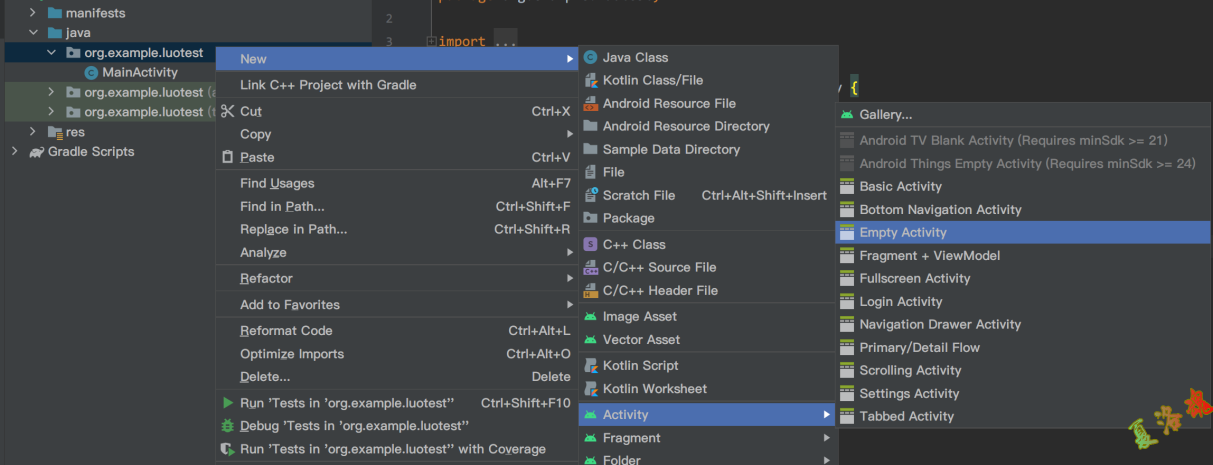 manifests
java
org.example.luotest
MainActivity
org.example.luotest
org.example.luotest
res
Gradle Scripts
2
3
import ...
{
New
Link C++ Project with Gradle
Cut Ctrl+X
Copy
Paste Ctrl+V
Find Usages Alt+F7
Find in Path... Ctrl+Shift+F
Replace in Path... Ctrl+Shift+R
Analyze
Refactor
Add to Favorites
Reformat Code Ctrl+Alt+L
Optimize Imports Ctrl+Alt+O
Delete... Delete
Run 'Tests in 'org.example.luotest'' Ctrl+Shift+F10
Debug 'Tests in 'org.example.luotest''
Run 'Tests in 'org.example.luotest'' with Coverage
Java Class
Kotlin Class/File
Android Resource File
Android Resource Directory
Sample Data Directory
File
Scratch File Ctrl+Alt+Shift+Insert
Package
C++ Class
C/C++ Source File
C/C++ Header File
Image Asset
Vector Asset
Kotlin Script
Kotlin Worksheet
Activity
Fragment
Folder
Gallery...
Android TV Blank Activity (Requires minSdk >= 21)
Android Things Empty Activity (Requires minSdk >= 24)
Basic Activity
Bottom Navigation Activity
Empty Activity
Fragment + ViewModel
Fullscreen Activity
Login Activity
Navigation Drawer Activity
Primary/Detail Flow
Scrolling Activity
Settings Activity
Tabbed Activity